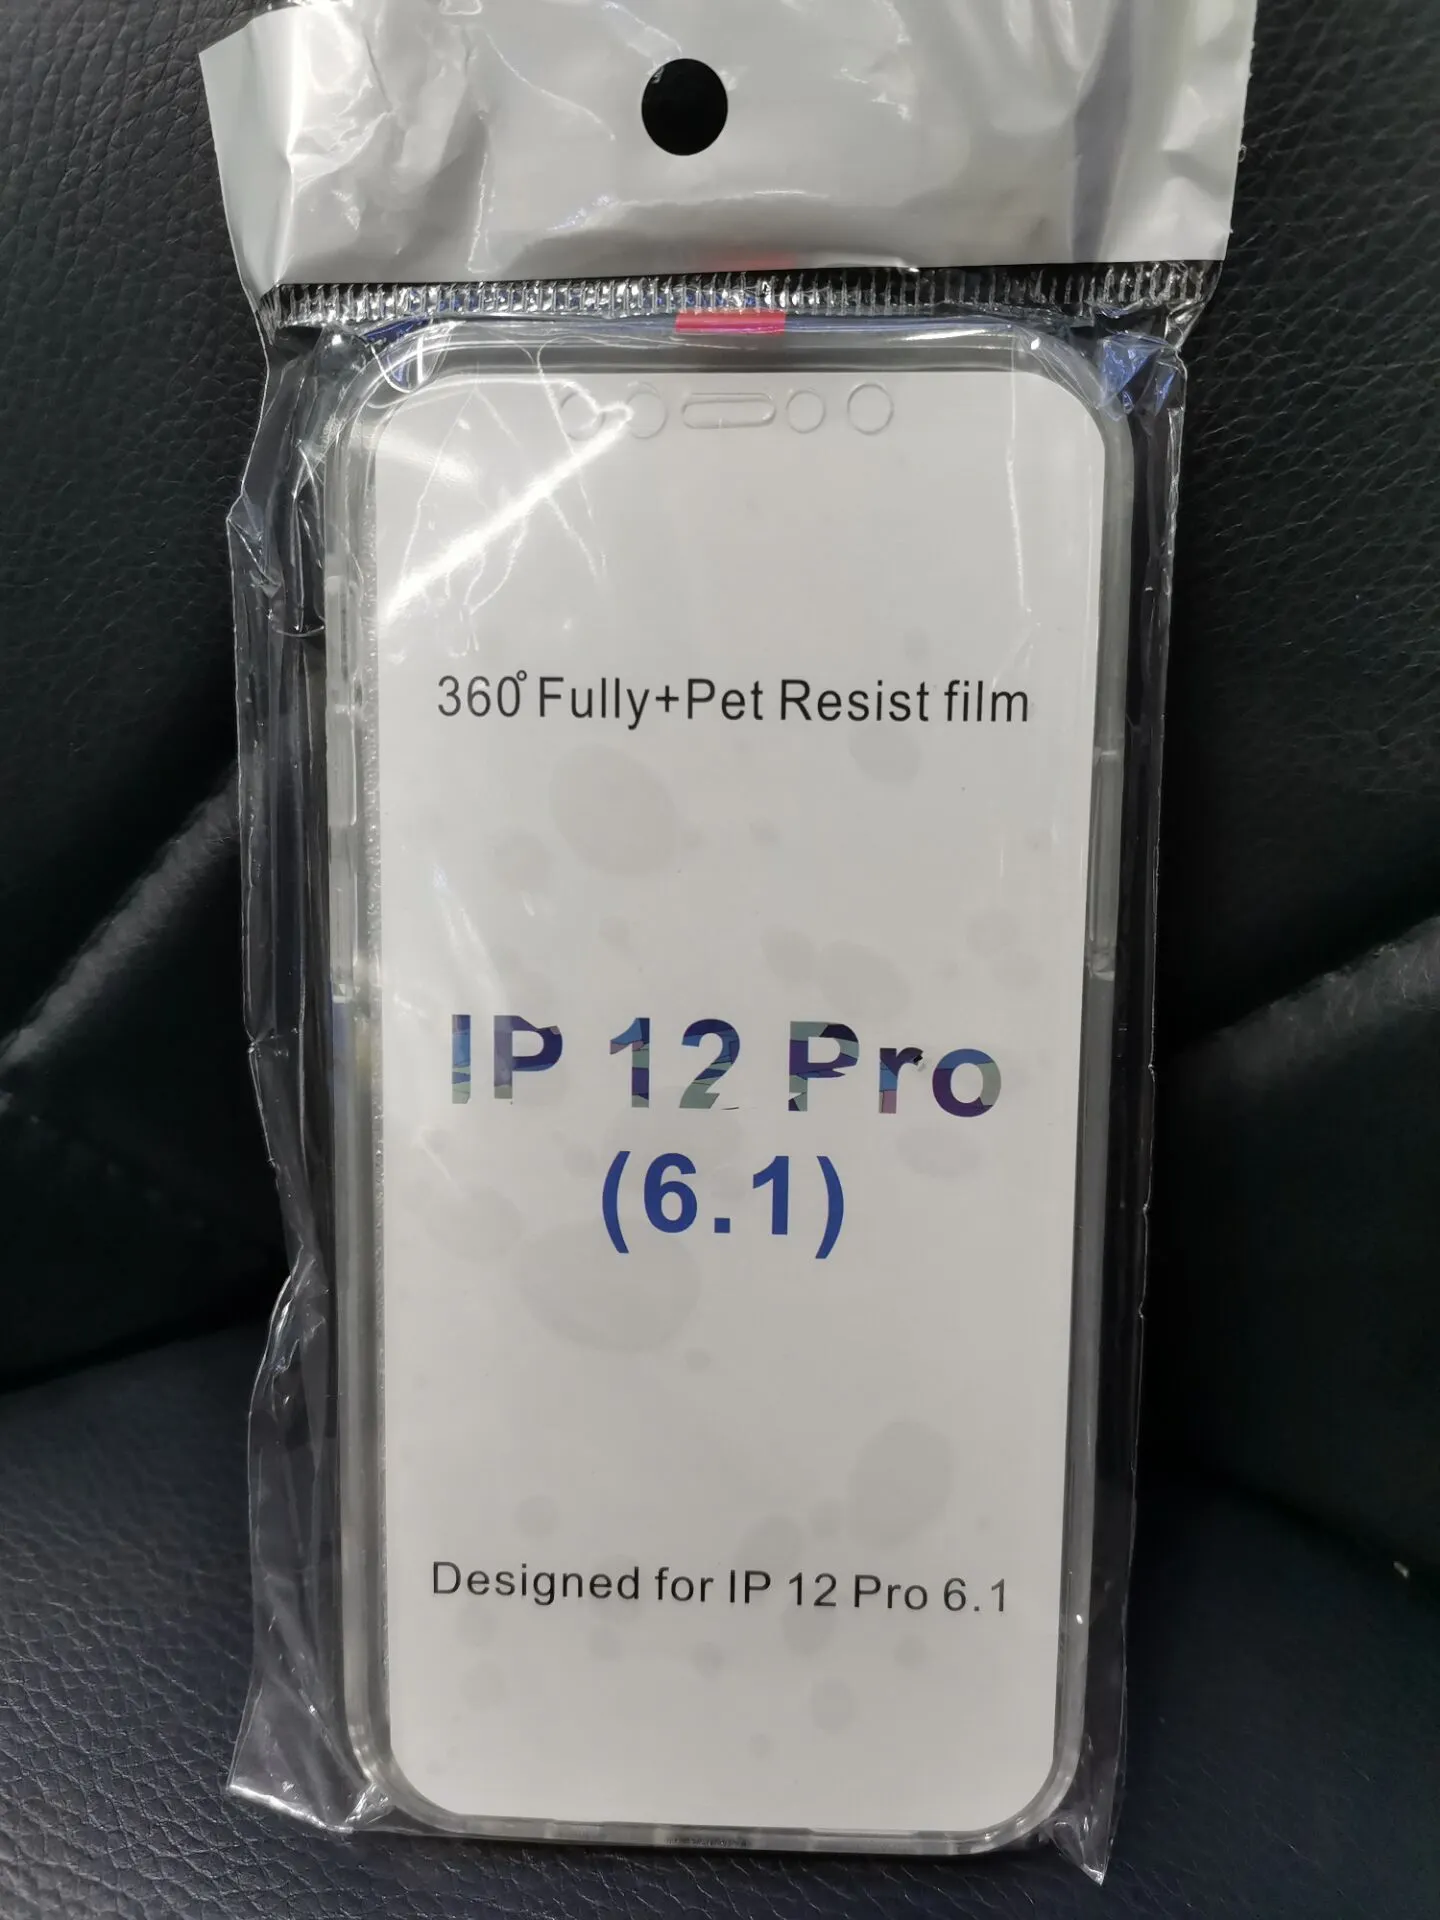 360° Fully+Pet Resist film
IP 12 Pro
(6.1)
Designed for IP 12 Pro 6.1